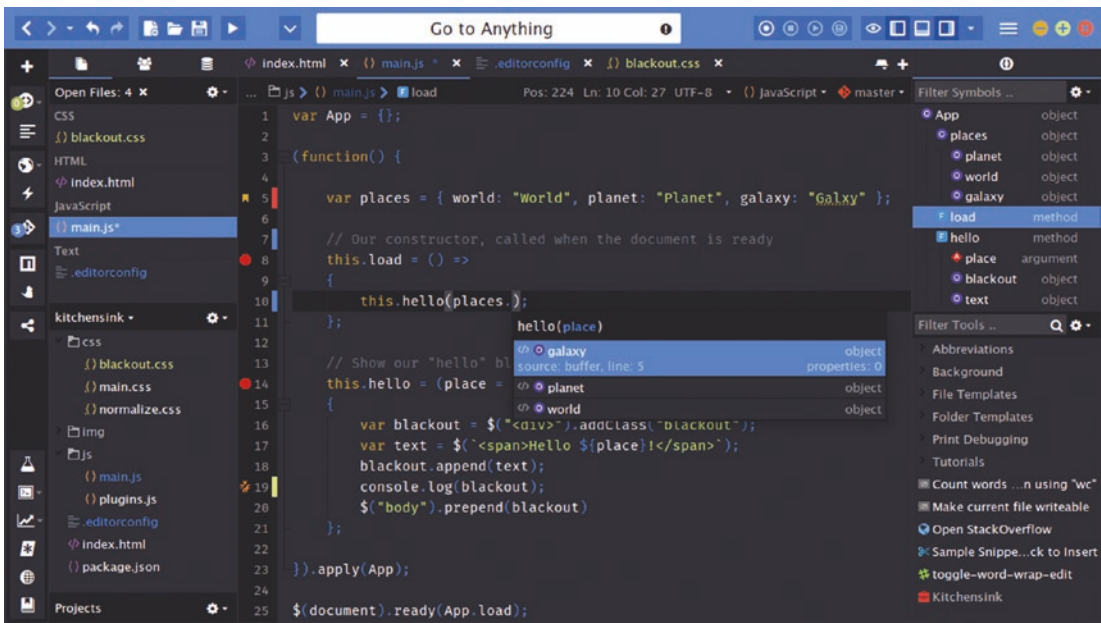 Go to Anything
index.html
main.js *
.editorconfig
blackout.css
Open Files: 4
CSS
blackout.css
HTML
index.html
JavaScript
main.js*
Text
.editorconfig
kitchensink
css
blackout.css
main.css
normalize.css
img
js
main.js
plugins.js
.editorconfig
index.html
package.json
Projects
... js main.js load Pos: 224 Ln: 10 Col: 27 UTF-8 JavaScript master
1 var App = {};
2
3 (function() {
4
5 var places = { world: "World", planet: "Planet", galaxy: "Galxy" };
6
7 // Our constructor, called when the document is ready
8 this.load = () =>
9 {
10 this.hello(places.);
11 };
12
13 // Show our "hello" bl
14 this.hello = (place =
15 {
16 var blackout = $("<div>").addClass("blackout");
17 var text = $(`<span>Hello ${place}!</span>`);
18 blackout.append(text);
19 console.log(blackout);
20 $("body").prepend(blackout)
21 };
22
23 }).apply(App);
24
25 $(document).ready(App.load);
hello(place)
galaxy object
source: buffer, line: 5 properties: 0
planet object
world object
Filter Symbols ..
App object
places object
planet object
world object
galaxy object
load method
hello method
place argument
blackout object
text object
Filter Tools ..
Abbreviations
Background
File Templates
Folder Templates
Print Debugging
Tutorials
Count words ...n using "wc"
Make current file writeable
Open StackOverflow
Sample Snippe...ck to Insert
toggle-word-wrap-edit
Kitchensink